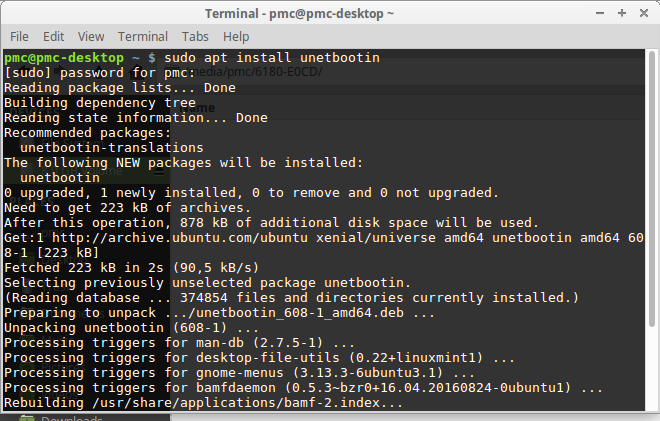 Terminal - pmc@pmc-desktop ~
File Edit View Terminal Tabs Help
pmc@pmc-desktop ~ $ sudo apt install unetbootin
[sudo] password for pmc:
media/pmc/6180-E0CD/
Reading package lists... Done
Building dependency tree
Name
Reading state information... Done
Recommended packages:
unetbootin-translations
The following NEW packages will be installed:
unetbootin
0 upgraded, 1 newly installed, 0 to remove and 0 not upgraded.
Need to get 223 kB of archives.
After this operation, 878 kB of additional disk space will be used.
Get:1 http://archive.ubuntu.com/ubuntu xenial/universe amd64 unetbootin amd64 60
8-1 [223 kB]
Fetched 223 kB in 2s (90,5 kB/s)
Selecting previously unselected package unetbootin.
(Reading database ... 374854 files and directories currently installed.)
Preparing to unpack .../unetbootin_608-1_amd64.deb ...
Unpacking unetbootin (608-1) ...
Processing triggers for man-db (2.7.5-1) ...
Processing triggers for desktop-file-utils (0.22+linuxmint1) ...
Processing triggers for gnome-menus (3.13.3-6ubuntu3.1) ...
Processing triggers for bamfdaemon (0.5.3~bzr0+16.04.20160824-0ubuntu1) ...
Rebuilding /usr/share/applications/bamf-2.index...
Downloads